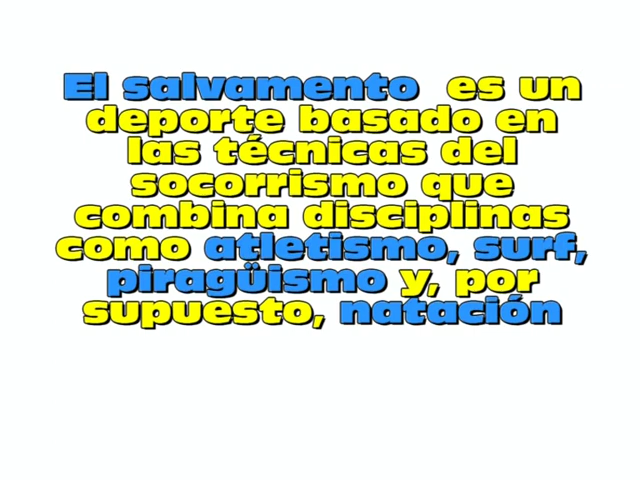 El salvamento es un
deporte basado en
las técnicas del
socorrismo que
combina disciplinas
como atletismo, surf,
piragüismo y, por
supuesto, natación